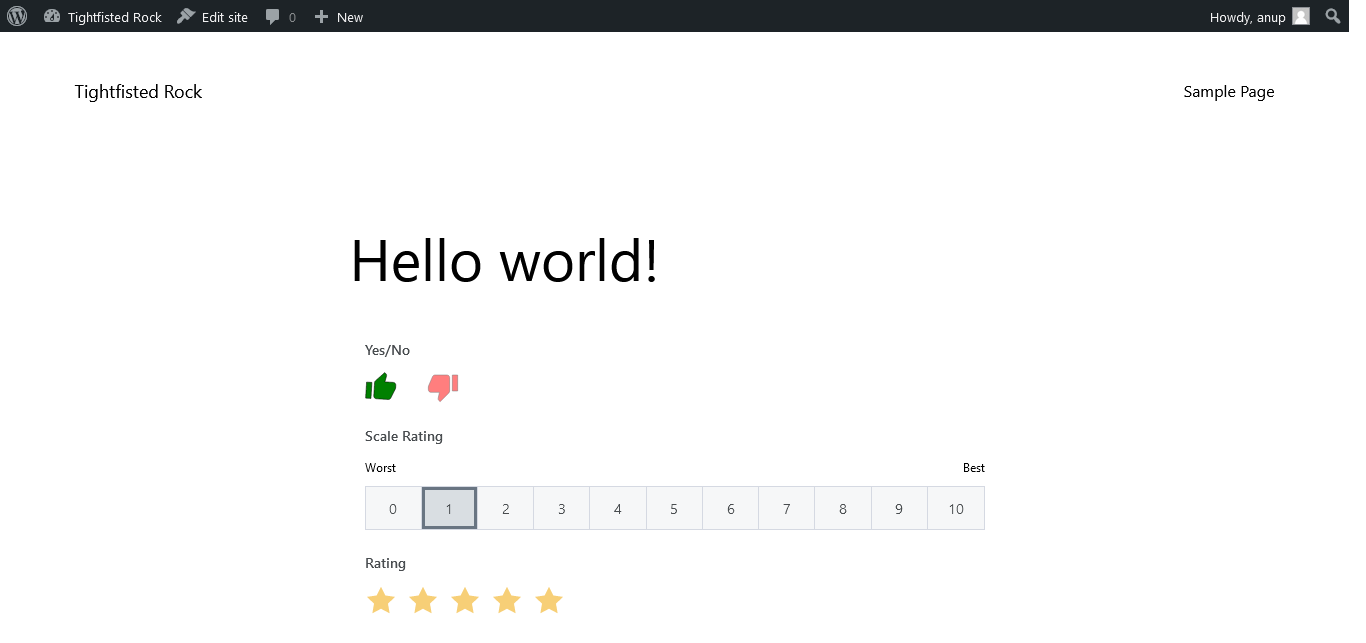 Tightfisted Rock Edit site 0 New Howdy, anup
Tightfisted Rock Sample Page
Hello world!
Yes/No
Scale Rating
Worst Best
0 1 2 3 4 5 6 7 8 9 10
Rating